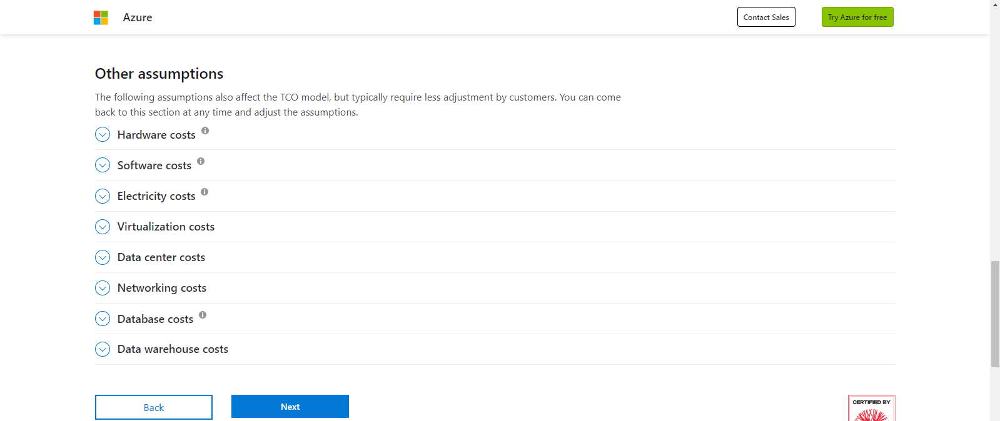 Azure
Contact Sales
Try Azure for free
Other assumptions
The following assumptions also affect the TCO model, but typically require less adjustment by customers. You can come
back to this section at any time and adjust the assumptions.
Hardware costs
Software costs
Electricity costs
Virtualization costs
Data center costs
Networking costs
Database costs
Data warehouse costs
Back
Next
CERTIFIED BY